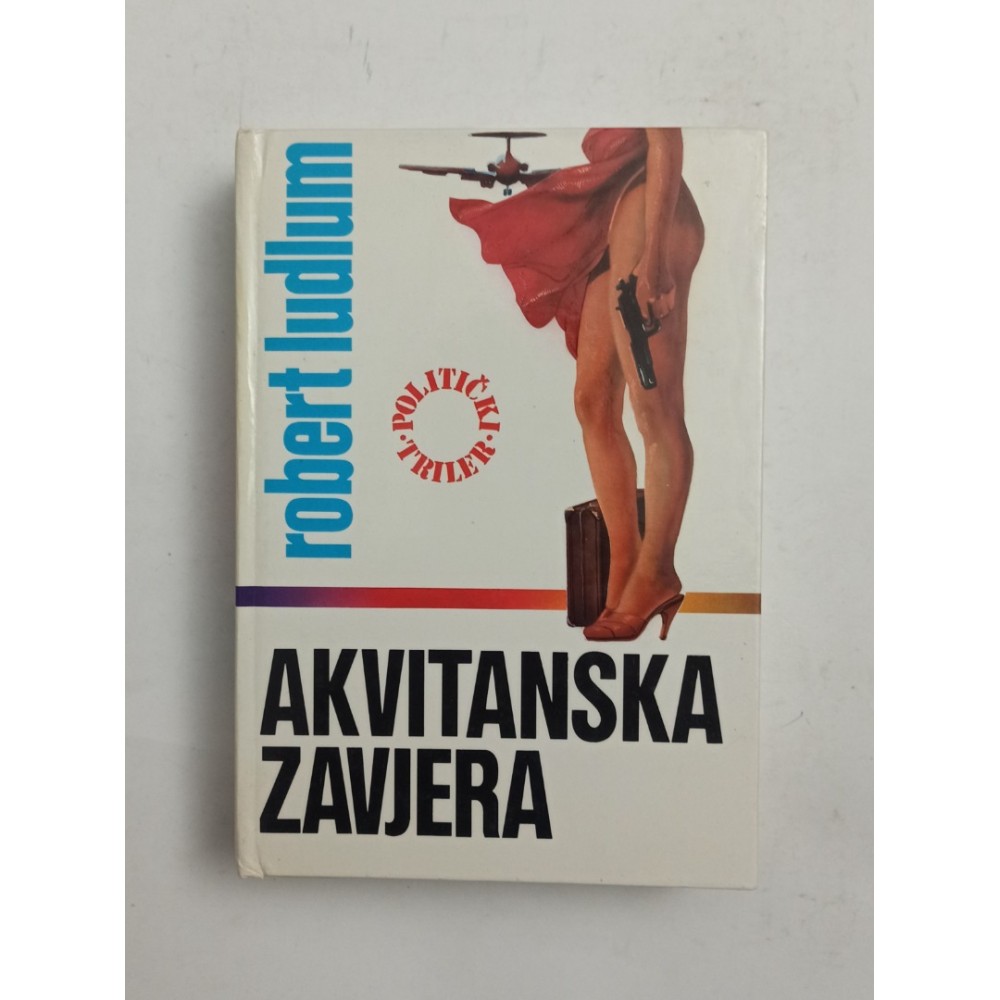 robert ludlum
·POLITIČKI·
TRILER
AKVITANSKA
ZAVJERA